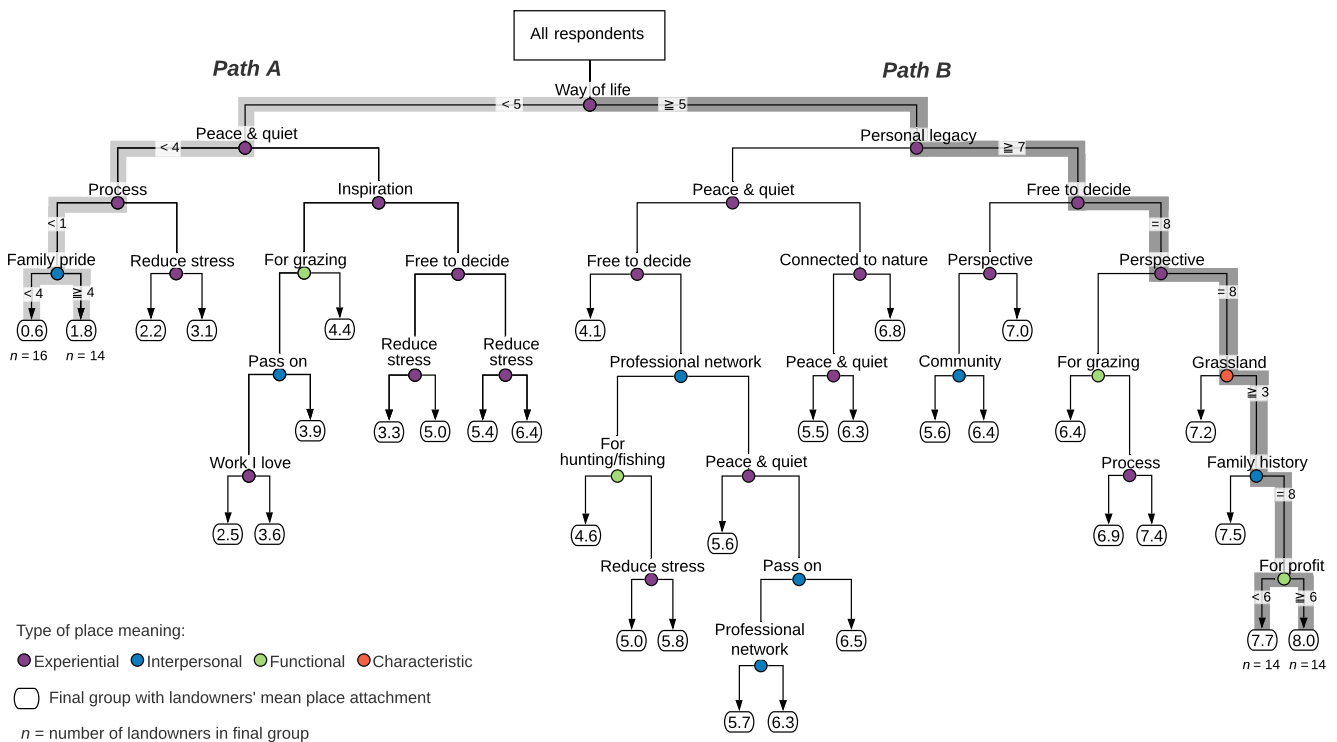 All respondents
Path A
Path B
Way of life
< 5
≧ 5
Peace & quiet
Personal legacy
< 4
≧ 7
Process
Inspiration
Peace & quiet
Free to decide
< 1
= 8
Family pride
Reduce stress
For grazing
Free to decide
Free to decide
Connected to nature
Perspective
Perspective
< 4
≧ 4
= 8
0.6
1.8
2.2
3.1
4.4
4.1
6.8
7.0
n = 16
n = 14
Pass on
Reduce
stress
Reduce
stress
Professional network
Peace & quiet
Community
For grazing
Grassland
≧ 3
3.9
3.3
5.0
5.4
6.4
5.5
6.3
5.6
6.4
6.4
7.2
Work I love
For
hunting/fishing
Peace & quiet
Process
Family history
= 8
2.5
3.6
4.6
5.6
6.9
7.4
7.5
Reduce stress
Pass on
For profit
< 6
≧ 6
5.0
5.8
Professional
network
6.5
7.7
8.0
n = 14
n = 14
5.7
6.3
Type of place meaning:
Experiential
Interpersonal
Functional
Characteristic
Final group with landowners' mean place attachment
n = number of landowners in final group